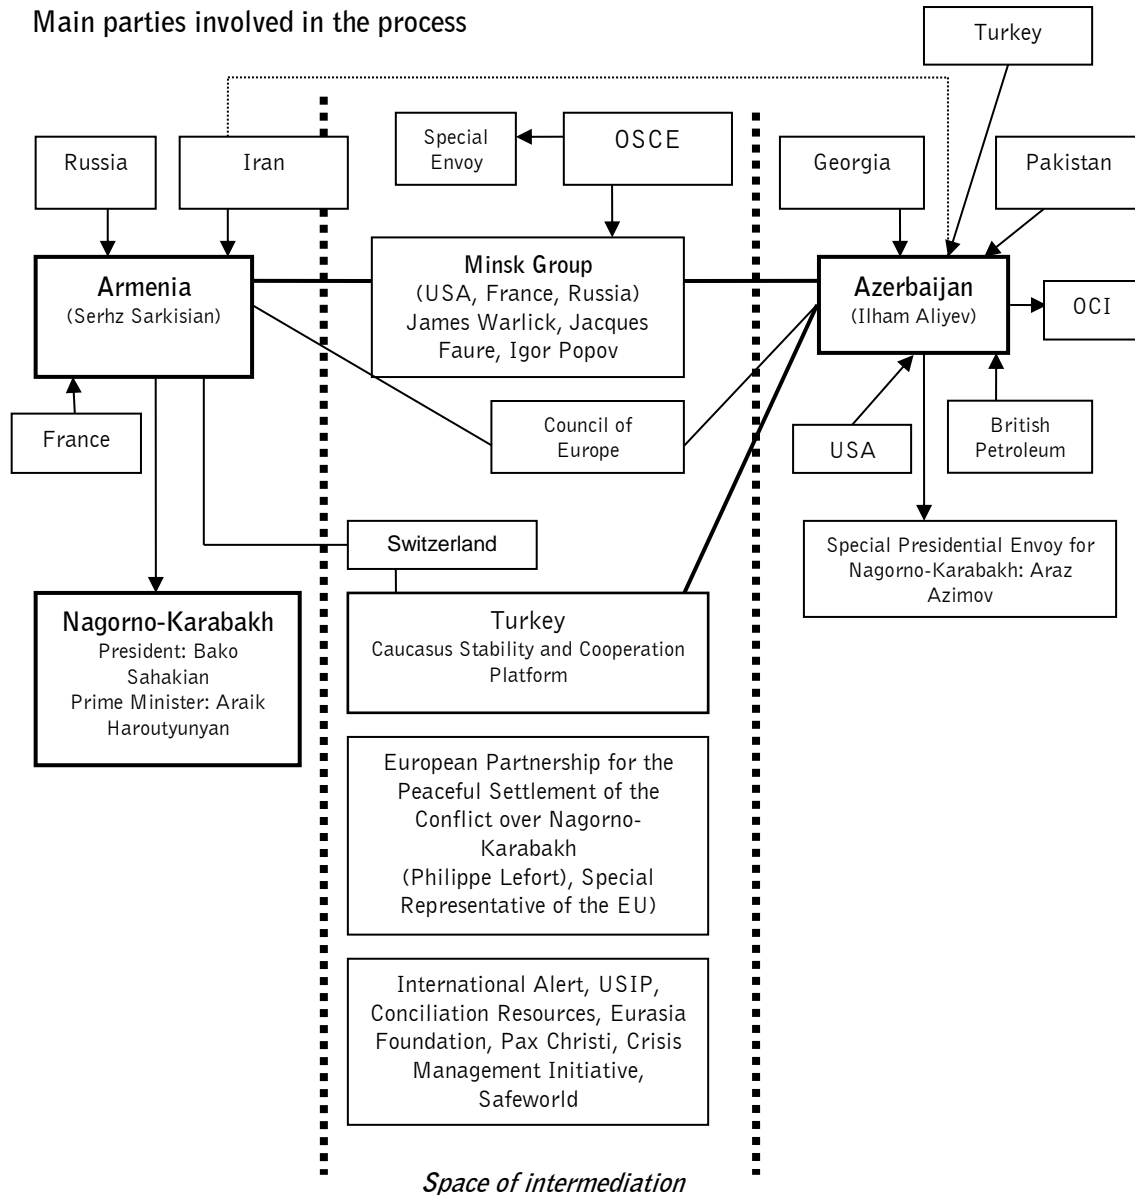 Main parties involved in the process
Turkey
Russia
Iran
Special
Envoy
OSCE
Georgia
Pakistan
Armenia
(Serhz Sarkisian)
Minsk Group
(USA, France, Russia)
James Warlick, Jacques
Faure, Igor Popov
Azerbaijan
(Ilham Aliyev)
OCI
France
Council of
Europe
USA
British
Petroleum
Switzerland
Special Presidential Envoy for
Nagorno-Karabakh: Araz
Azimov
Nagorno-Karabakh
President: Bako
Sahakian
Prime Minister: Araik
Haroutyunyan
Turkey
Caucasus Stability and Cooperation
Platform
European Partnership for the
Peaceful Settlement of the
Conflict over Nagorno-
Karabakh
(Philippe Lefort), Special
Representative of the EU)
International Alert, USIP,
Conciliation Resources, Eurasia
Foundation, Pax Christi, Crisis
Management Initiative,
Safeworld
Space of intermediation